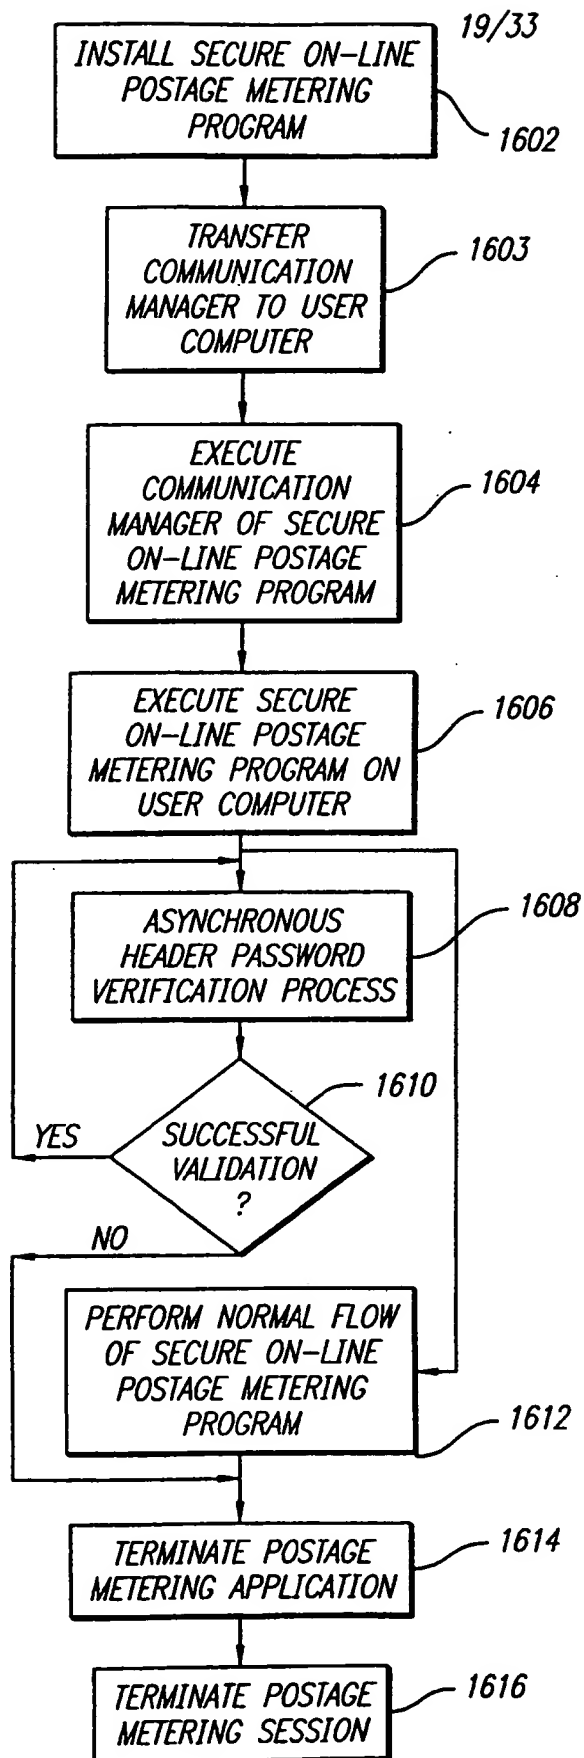 19/33
INSTALL SECURE ON-LINE
POSTAGE METERING
PROGRAM
1602
TRANSFER
COMMUNICATION
MANAGER TO USER
COMPUTER
1603
EXECUTE
COMMUNICATION
MANAGER OF SECURE
ON-LINE POSTAGE
METERING PROGRAM
1604
EXECUTE SECURE
ON-LINE POSTAGE
METERING PROGRAM ON
USER COMPUTER
1606
ASYNCHRONOUS
HEADER PASSWORD
VERIFICATION PROCESS
1608
SUCCESSFUL
VALIDATION
?
1610
YES
NO
PERFORM NORMAL FLOW
OF SECURE ON-LINE
POSTAGE METERING
PROGRAM
1612
TERMINATE POSTAGE
METERING APPLICATION
1614
TERMINATE POSTAGE
METERING SESSION
1616